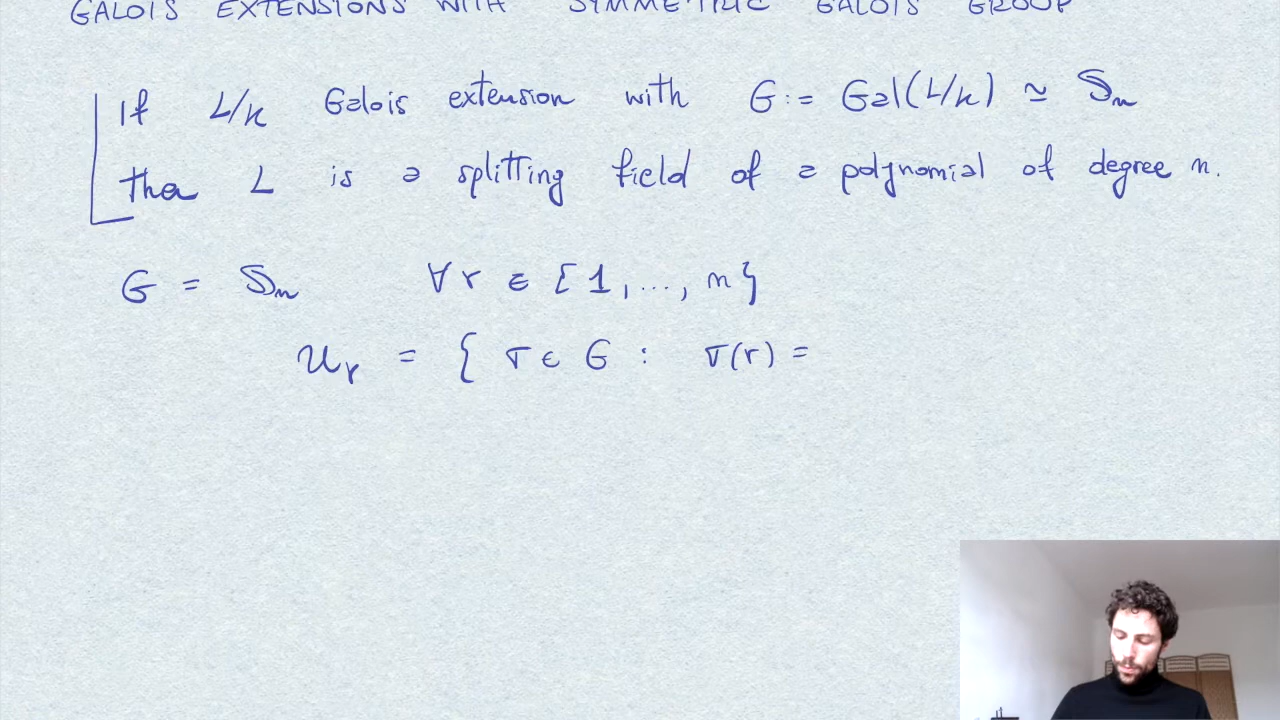 GALOIS EXTENSIONS WITH SYMMETRIC GALOIS GROUP
If L/K Galois extension with G := Gal(L/K) ≃ 𝕊ₙ
then L is a splitting field of a polynomial of degree n.
G = 𝕊ₙ ∀ r ∈ {1, ..., n}
Uᵣ = { σ ∈ G : σ(r) =